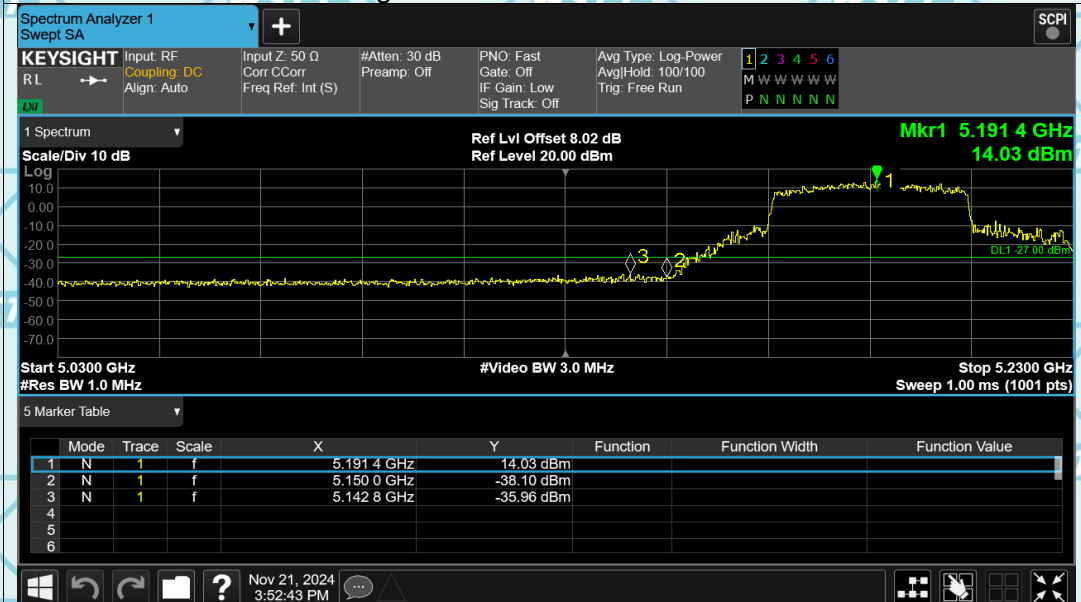 Spectrum Analyzer 1
Swept SA
+
SCPI
KEYSIGHT Input: RF Input Z: 50 Ω #Atten: 30 dB PNO: Fast Avg Type: Log-Power 1 2 3 4 5 6
RL Coupling: DC Corr CCorr Preamp: Off Gate: Off Avg|Hold: 100/100 M W W W W W
Align: Auto Freq Ref: Int (S) IF Gain: Low Trig: Free Run
LXI Sig Track: Off P N N N N N
1 Spectrum Ref Lvl Offset 8.02 dB Mkr1 5.191 4 GHz
Scale/Div 10 dB Ref Level 20.00 dBm 14.03 dBm
Log
1
10.0
0.00
-10.0
-20.0
DL1 -27.00 dBm
3
2
-30.0
-40.0
-50.0
-60.0
-70.0
Start 5.0300 GHz #Video BW 3.0 MHz Stop 5.2300 GHz
#Res BW 1.0 MHz Sweep 1.00 ms (1001 pts)
5 Marker Table
Mode Trace Scale X Y Function Function Width Function Value
1 N 1 f 5.191 4 GHz 14.03 dBm
2 N 1 f 5.150 0 GHz -38.10 dBm
3 N 1 f 5.142 8 GHz -35.96 dBm
4
5
6
? Nov 21, 2024
3:52:43 PM